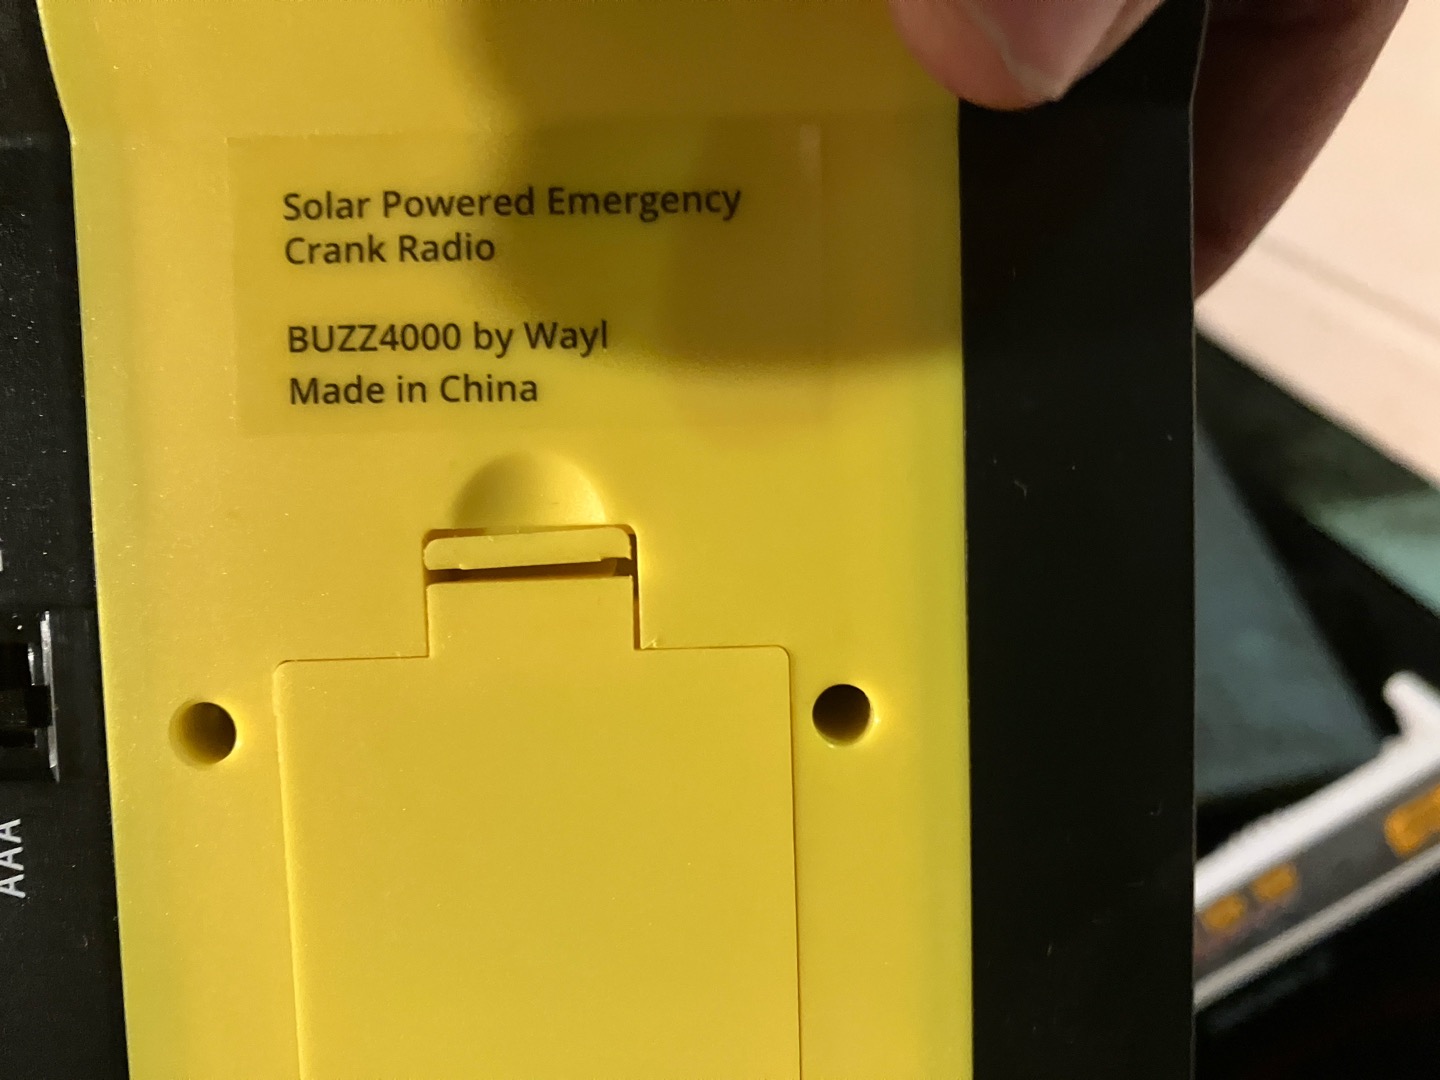 Solar Powered Emergency
Crank Radio
BUZZ4000 by Wayl
Made in China
AAA